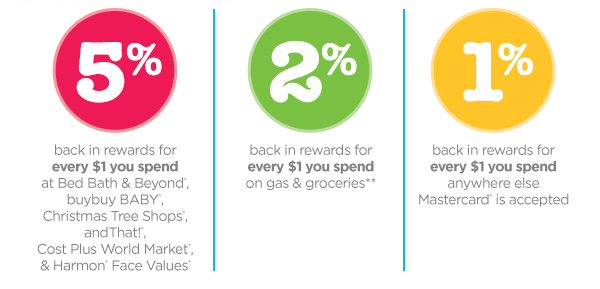 5%
back in rewards for
every $1 you spend
at Bed Bath & Beyond®,
buybuy BABY®,
Christmas Tree Shops®,
andThat!®,
Cost Plus World Market®,
& Harmon® Face Values®
2%
back in rewards for
every $1 you spend
on gas & groceries**
1%
back in rewards for
every $1 you spend
anywhere else
Mastercard® is accepted